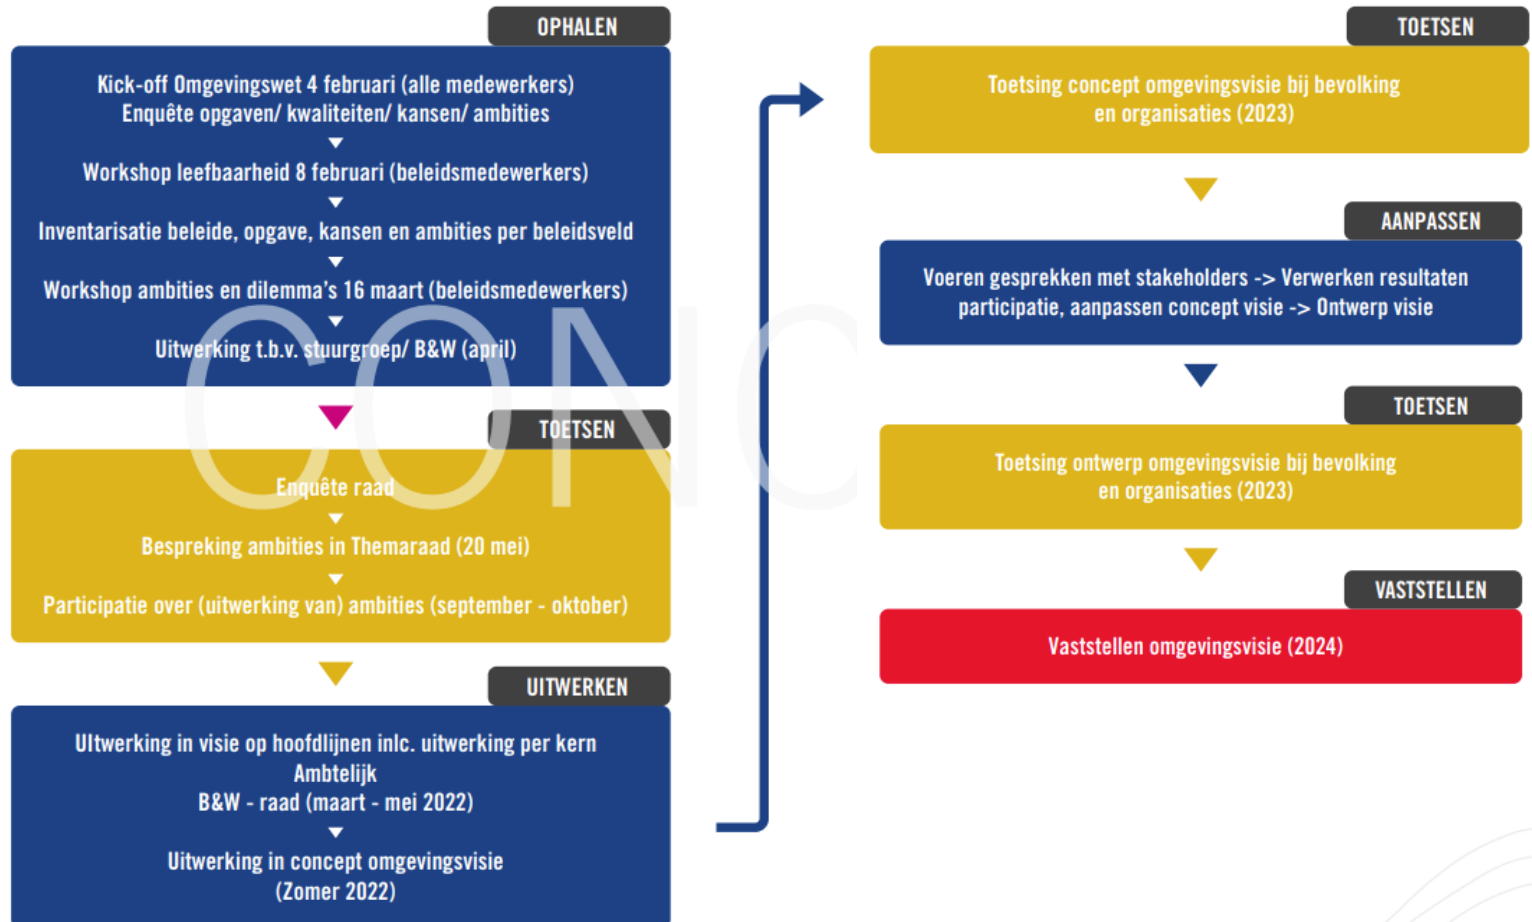 OPHALEN
Kick-off Omgevingswet 4 februari (alle medewerkers)
Enquête opgaven/ kwaliteiten/ kansen/ ambities
Workshop leefbaarheid 8 februari (beleidsmedewerkers)
Inventarisatie beleide, opgave, kansen en ambities per beleidsveld
Workshop ambities en dilemma's 16 maart (beleidsmedewerkers)
Uitwerking t.b.v. stuurgroep/ B&W (april)
TOETSEN
Enquête raad
Bespreking ambities in Themaraad (20 mei)
Participatie over (uitwerking van) ambities (september - oktober)
UITWERKEN
UItwerking in visie op hoofdlijnen inlc. uitwerking per kern
Ambtelijk
B&W - raad (maart - mei 2022)
Uitwerking in concept omgevingsvisie
(Zomer 2022)
TOETSEN
Toetsing concept omgevingsvisie bij bevolking
en organisaties (2023)
AANPASSEN
Voeren gesprekken met stakeholders -> Verwerken resultaten
participatie, aanpassen concept visie -> Ontwerp visie
TOETSEN
Toetsing ontwerp omgevingsvisie bij bevolking
en organisaties (2023)
VASTSTELLEN
Vaststellen omgevingsvisie (2024)
CONC